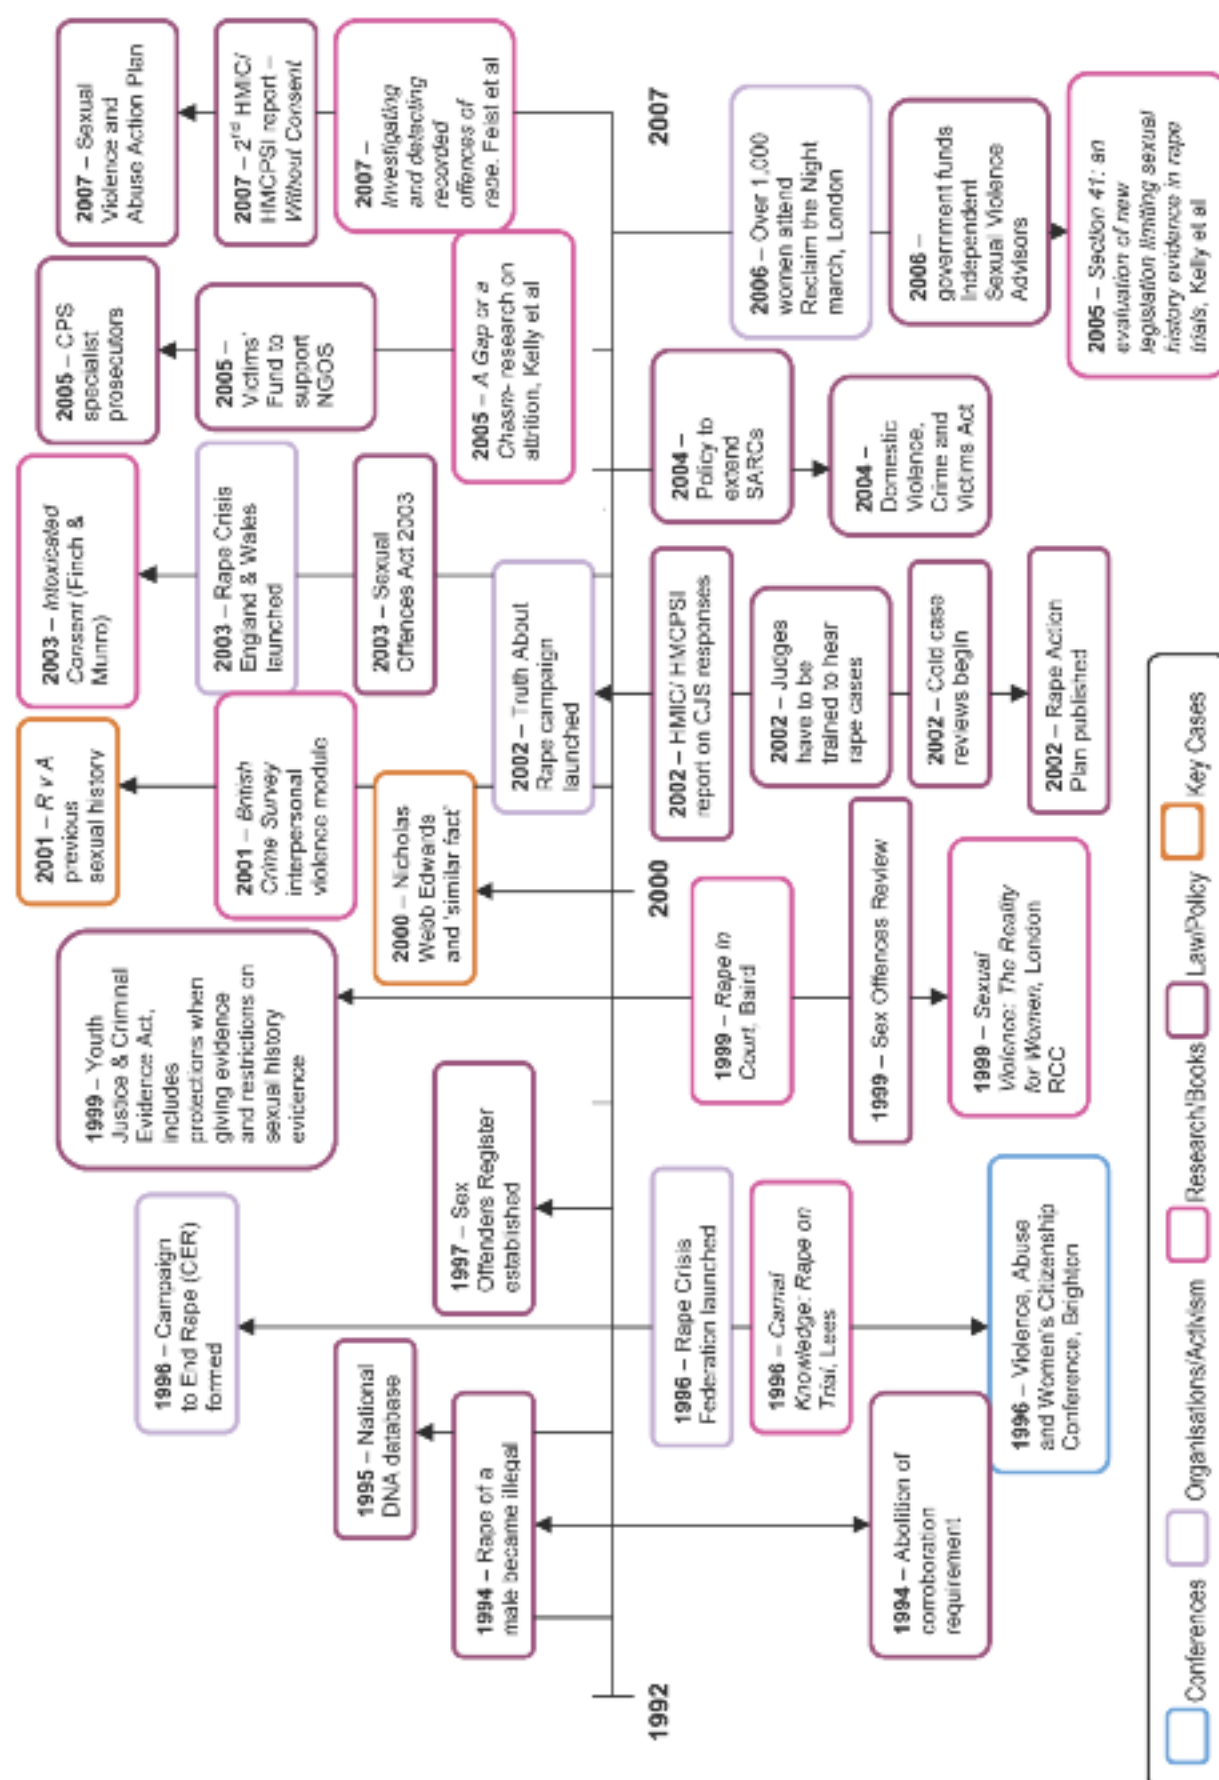 1994 – Rape of a
male became illegal
1995 – National
DNA database
1996 – Campaign
to End Rape (CER)
formed
1997 – Sex
Offenders Register
established
1999 – Youth
Justice & Criminal
Evidence Act,
includes
protections when
giving evidence
and restrictions on
sexual history
evidence
2000 – Nicholas
Webb Edwards
and 'similar fact'
2001 – R v A
previous
sexual history
2001 – British
Crime Survey
interpersonal
violence module
2002 – Truth About
Rape campaign
launched
2003 – Intoxicated
Consent (Finch &
Munro)
2003 – Rape Crisis
England & Wales
launched
2003 – Sexual
Offences Act 2003
2005 – CPS
specialist
prosecutors
2005 –
Victims'
Fund to
support
NGOS
2005 – A Gap or a
Chasm- research on
attrition, Kelly et al
2007 – Sexual
Violence and
Abuse Action Plan
2007 – 2nd HMIC/
HMCPSI report –
Without Consent
2007 –
Investigating
and detecting
recorded
offences of
rape. Feist et al
1992
2000
2007
1994 – Abolition of
corroboration
requirement
1996 – Rape Crisis
Federation launched
1996 – Carnal
Knowledge: Rape on
Trial, Lees
1996 – Violence, Abuse
and Women's Citizenship
Conference, Brighton
1999 – Rape in
Court, Baird
1999 – Sex Offences Review
1999 – Sexual
Violence: The Reality
for Women, London
RCC
2002 – HMIC/ HMCPSI
report on CJS responses
2002 – Judges
have to be
trained to hear
rape cases
2002 – Cold case
reviews begin
2002 – Rape Action
Plan published
2004 –
Policy to
extend
SARCs
2004 –
Domestic
Violence,
Crime and
Victims Act
2006 – Over 1,000
women attend
Reclaim the Night
march, London
2006 –
government funds
Independent
Sexual Violence
Advisors
2005 – Section 41: an
evaluation of new
legislation limiting sexual
history evidence in rape
trials, Kelly et al
Conferences
Organisations/Activism
Research/Books
Law/Policy
Key Cases